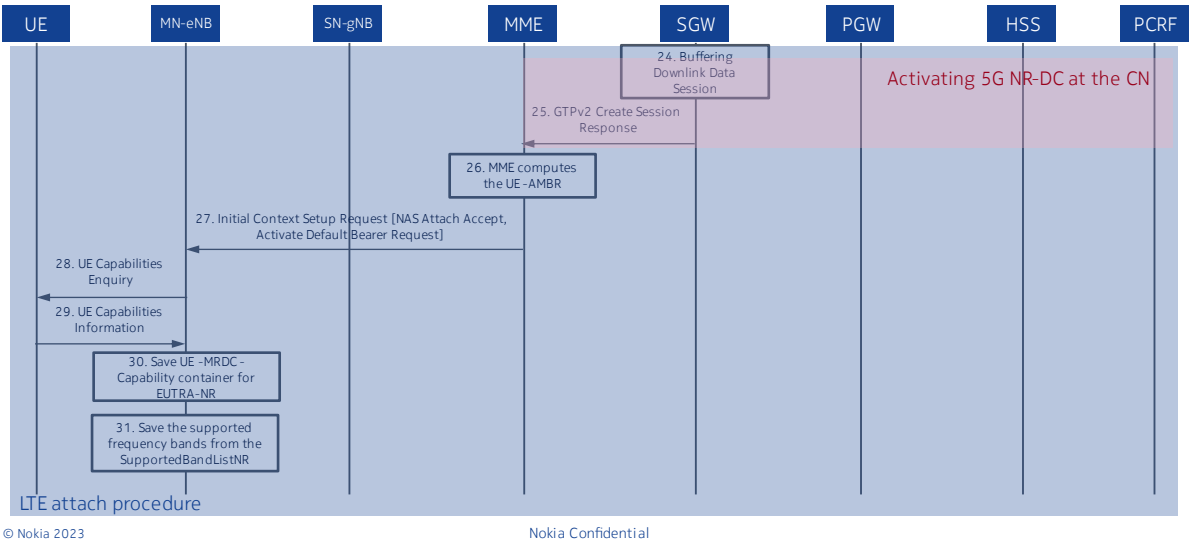 UE
MN-eNB
SN-gNB
MME
SGW
PGW
HSS
PCRF
24. Buffering
Downlink Data
Session
Activating 5G NR-DC at the CN
25. GTPv2 Create Session
Response
26. MME computes
the UE -AMBR
27. Initial Context Setup Request [NAS Attach Accept,
Activate Default Bearer Request]
28. UE Capabilities
Enquiry
29. UE Capabilities
Information
30. Save UE -MRDC -
Capability container for
EUTRA-NR
31. Save the supported
frequency bands from the
SupportedBandListNR
LTE attach procedure
© Nokia 2023
Nokia Confidential